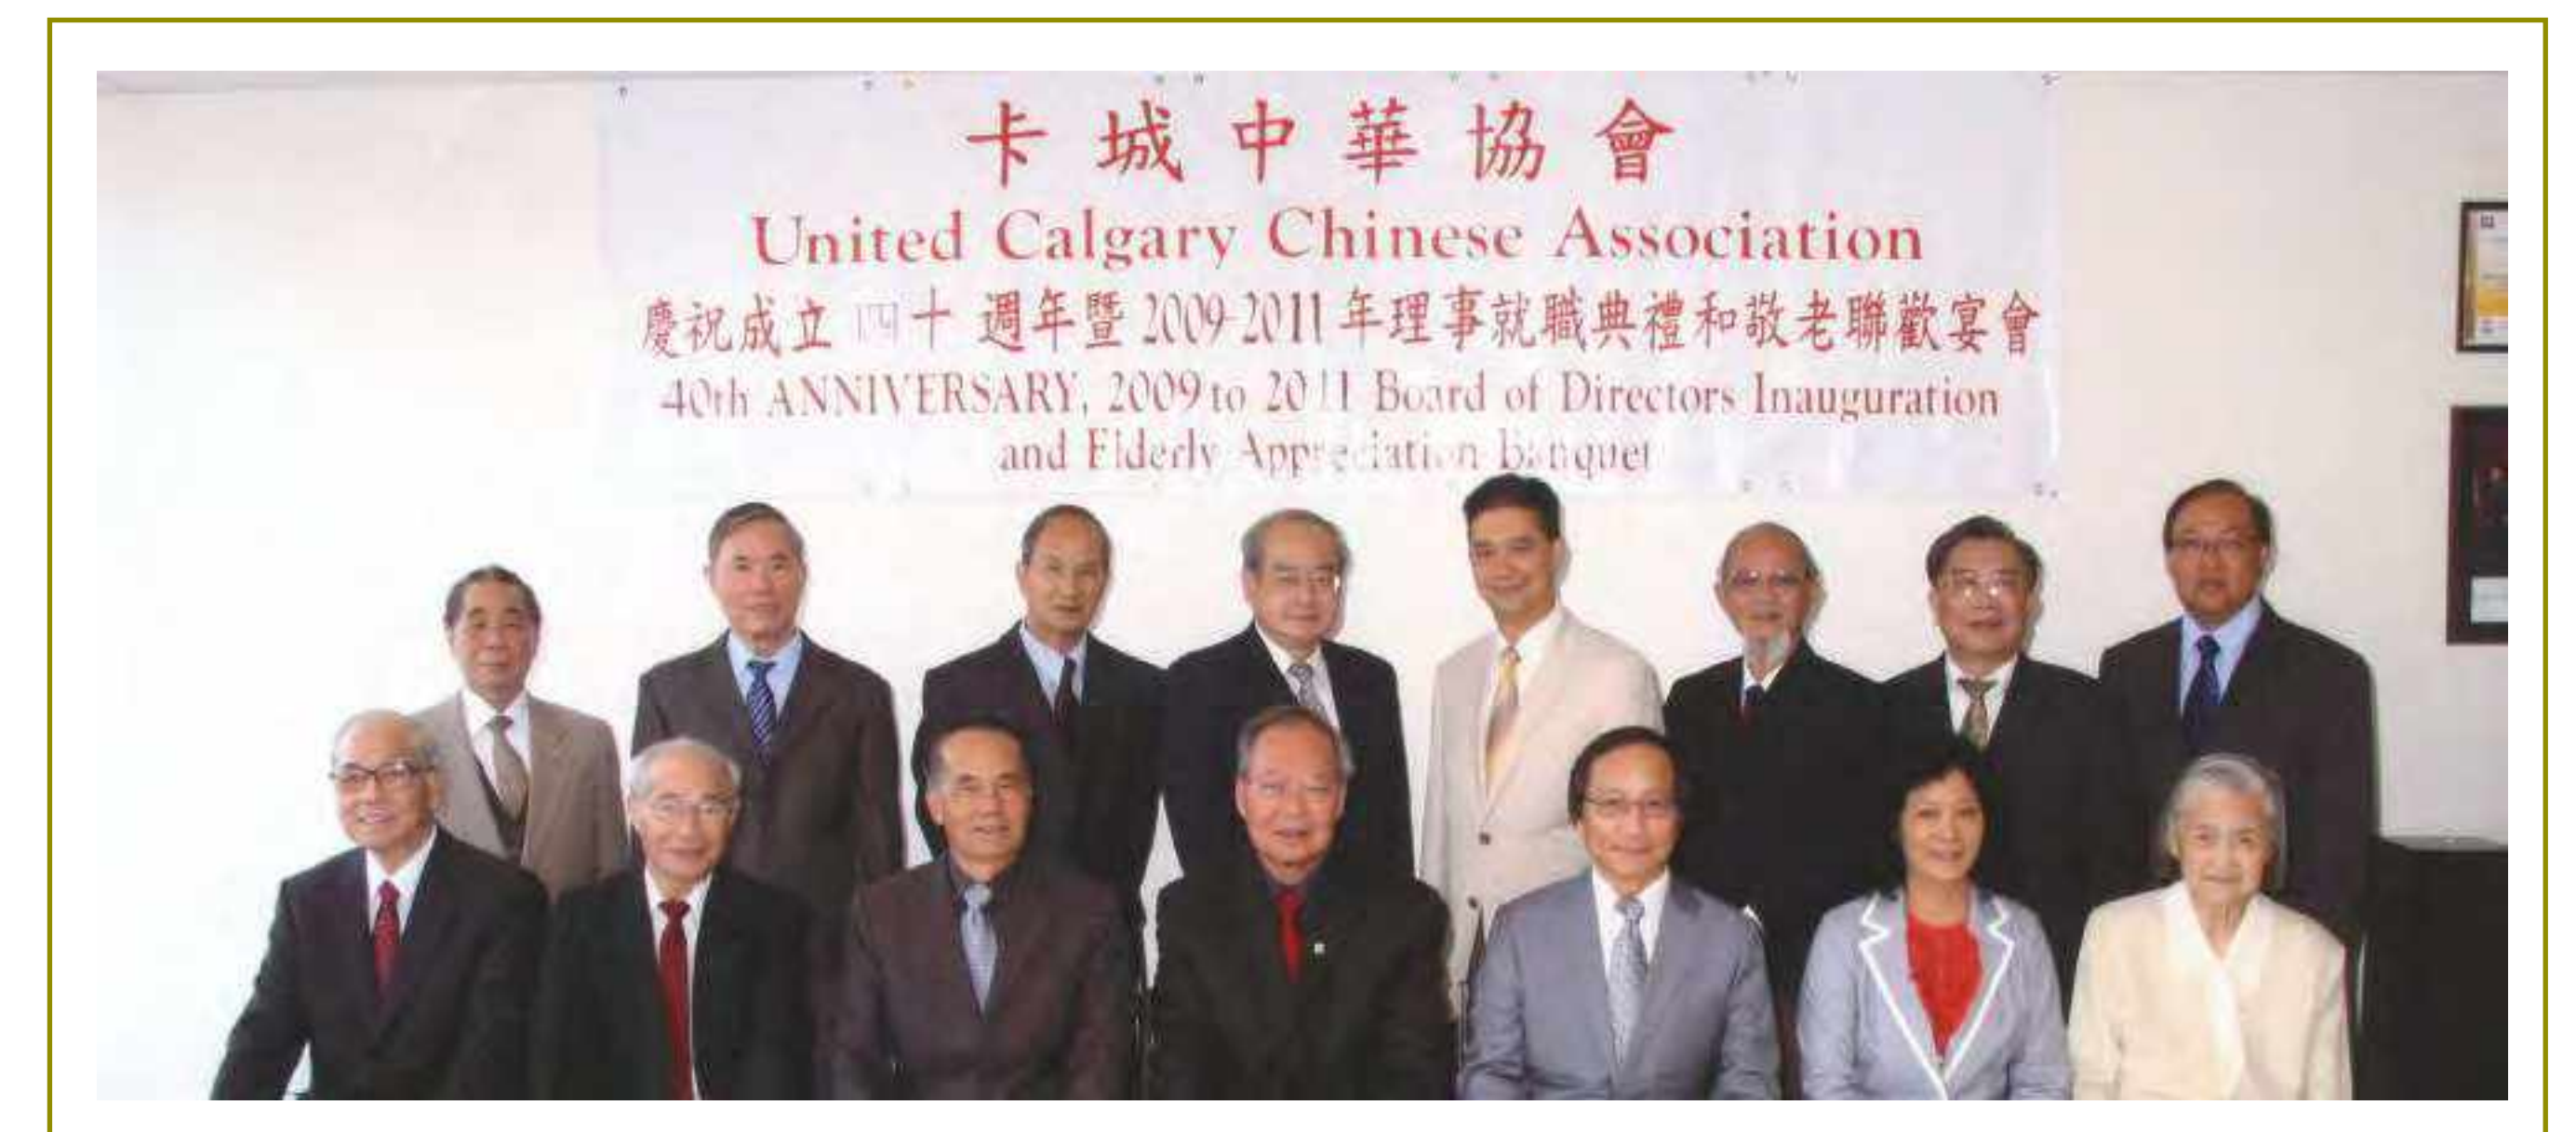 卡城中華協會
United Calgary Chinese Association
慶祝成立四十週年暨2009-2011年理事就職典禮和敬老聯歡宴會
40th ANNIVERSARY, 2009 to 2011 Board of Directors Inauguration
and Elderly Appreciation banquet